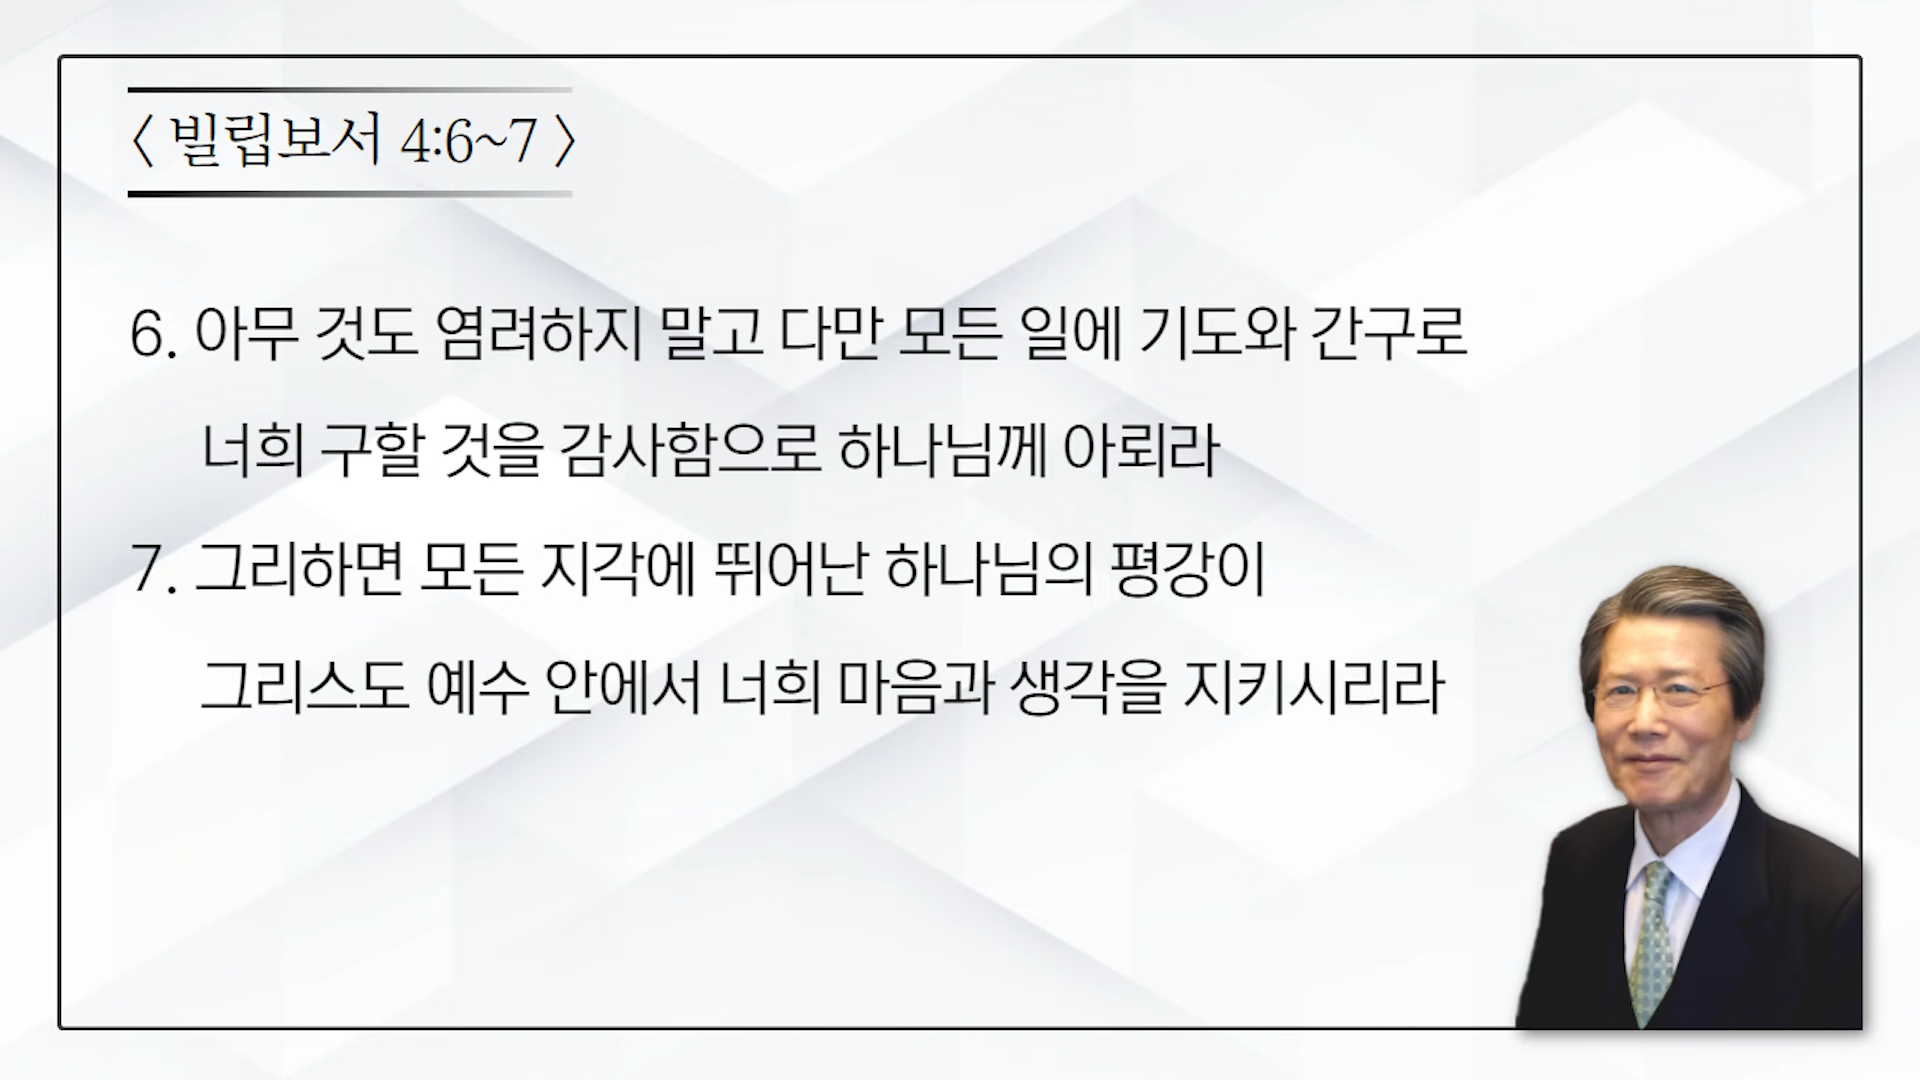 < 빌립보서 4:6~7 >
6. 아무 것도 염려하지 말고 다만 모든 일에 기도와 간구로
너희 구할 것을 감사함으로 하나님께 아뢰라
7. 그리하면 모든 지각에 뛰어난 하나님의 평강이
그리스도 예수 안에서 너희 마음과 생각을 지키시리라